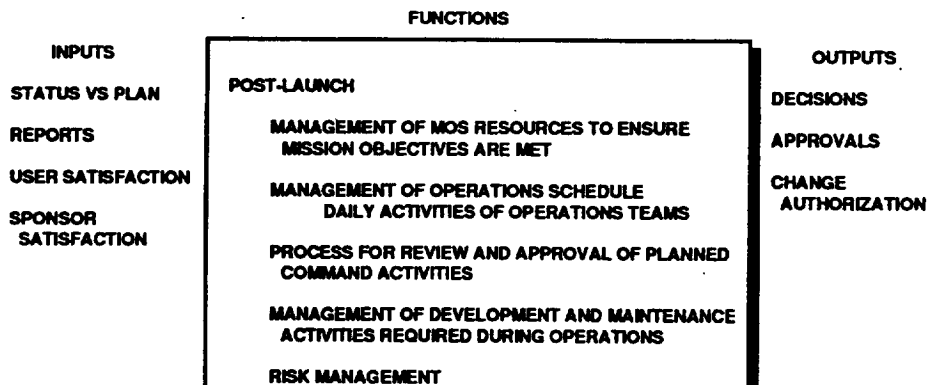 FUNCTIONS
INPUTS
STATUS VS PLAN
REPORTS
USER SATISFACTION
SPONSOR
SATISFACTION
POST-LAUNCH
MANAGEMENT OF MOS RESOURCES TO ENSURE
MISSION OBJECTIVES ARE MET
MANAGEMENT OF OPERATIONS SCHEDULE
DAILY ACTIVITIES OF OPERATIONS TEAMS
PROCESS FOR REVIEW AND APPROVAL OF PLANNED
COMMAND ACTIVITIES
MANAGEMENT OF DEVELOPMENT AND MAINTENANCE
ACTIVITIES REQUIRED DURING OPERATIONS
RISK MANAGEMENT
OUTPUTS
DECISIONS
APPROVALS
CHANGE
AUTHORIZATION